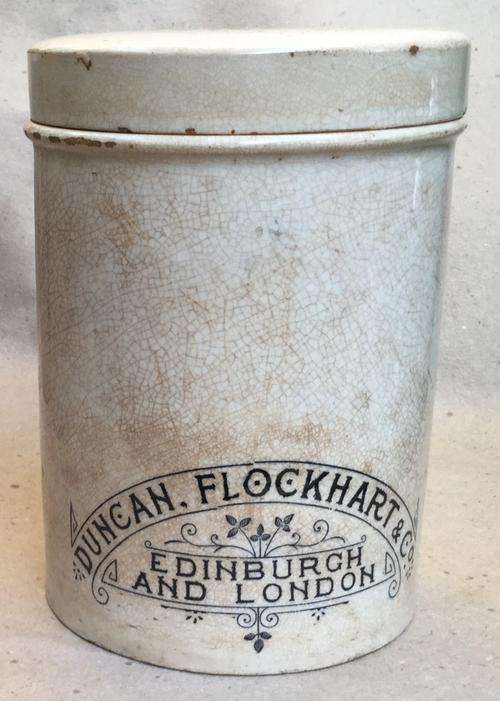 DUNCAN, FLOCKHART & CO.
EDINBURGH
AND LONDON